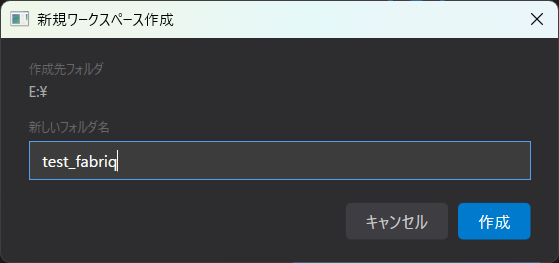 新規ワークスペース作成
作成先フォルダ
E:¥
新しいフォルダ名
test_fabriq
キャンセル
作成